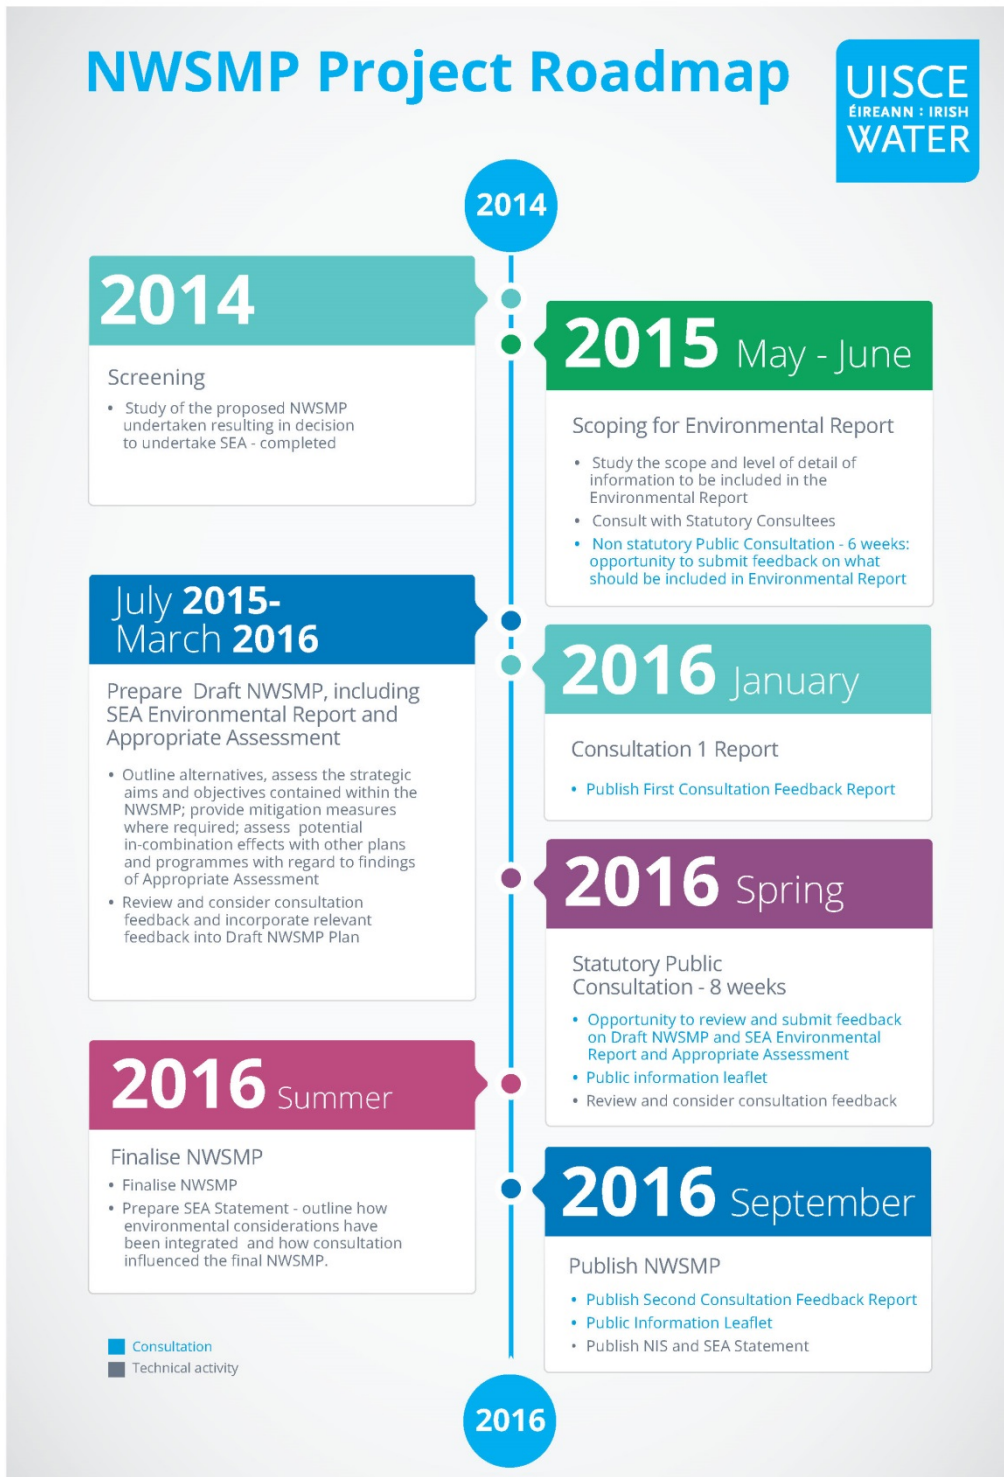 NWSMP Project Roadmap
UISCE
ÉIREANN : IRISH
WATER
2014
2014
Screening
• Study of the proposed NWSMP
undertaken resulting in decision
to undertake SEA - completed
2015 May - June
Scoping for Environmental Report
• Study the scope and level of detail of
information to be included in the
Environmental Report
• Consult with Statutory Consultees
• Non statutory Public Consultation - 6 weeks:
opportunity to submit feedback on what
should be included in Environmental Report
July 2015-
March 2016
Prepare Draft NWSMP, including
SEA Environmental Report and
Appropriate Assessment
• Outline alternatives, assess the strategic
aims and objectives contained within the
NWSMP; provide mitigation measures
where required; assess potential
in-combination effects with other plans
and programmes with regard to findings
of Appropriate Assessment
• Review and consider consultation
feedback and incorporate relevant
feedback into Draft NWSMP Plan
2016 January
Consultation 1 Report
• Publish First Consultation Feedback Report
2016 Spring
Statutory Public
Consultation - 8 weeks
• Opportunity to review and submit feedback
on Draft NWSMP and SEA Environmental
Report and Appropriate Assessment
• Public information leaflet
• Review and consider consultation feedback
2016 Summer
Finalise NWSMP
• Finalise NWSMP
• Prepare SEA Statement - outline how
environmental considerations have
been integrated and how consultation
influenced the final NWSMP.
2016 September
Publish NWSMP
• Publish Second Consultation Feedback Report
• Public Information Leaflet
• Publish NIS and SEA Statement
Consultation
Technical activity
2016